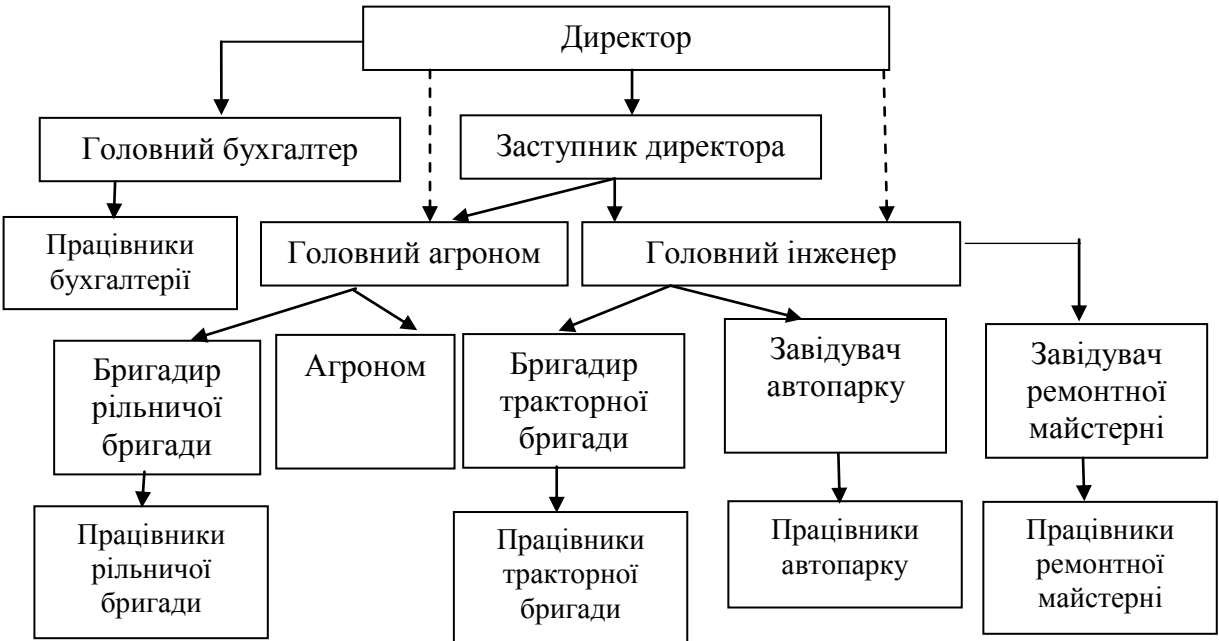 Директор
Головний бухгалтер
Заступник директора
Працівники
бухгалтерії
Головний агроном
Головний інженер
Бригадир
рільничої
бригади
Агроном
Бригадир
тракторної
бригади
Завідувач
автопарку
Завідувач
ремонтної
майстерні
Працівники
рільничої
бригади
Працівники
тракторної
бригади
Працівники
автопарку
Працівники
ремонтної
майстерні